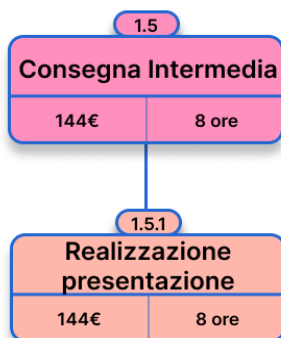 1.5
Consegna Intermedia
144€ 8 ore
1.5.1
Realizzazione
presentazione
144€ 8 ore